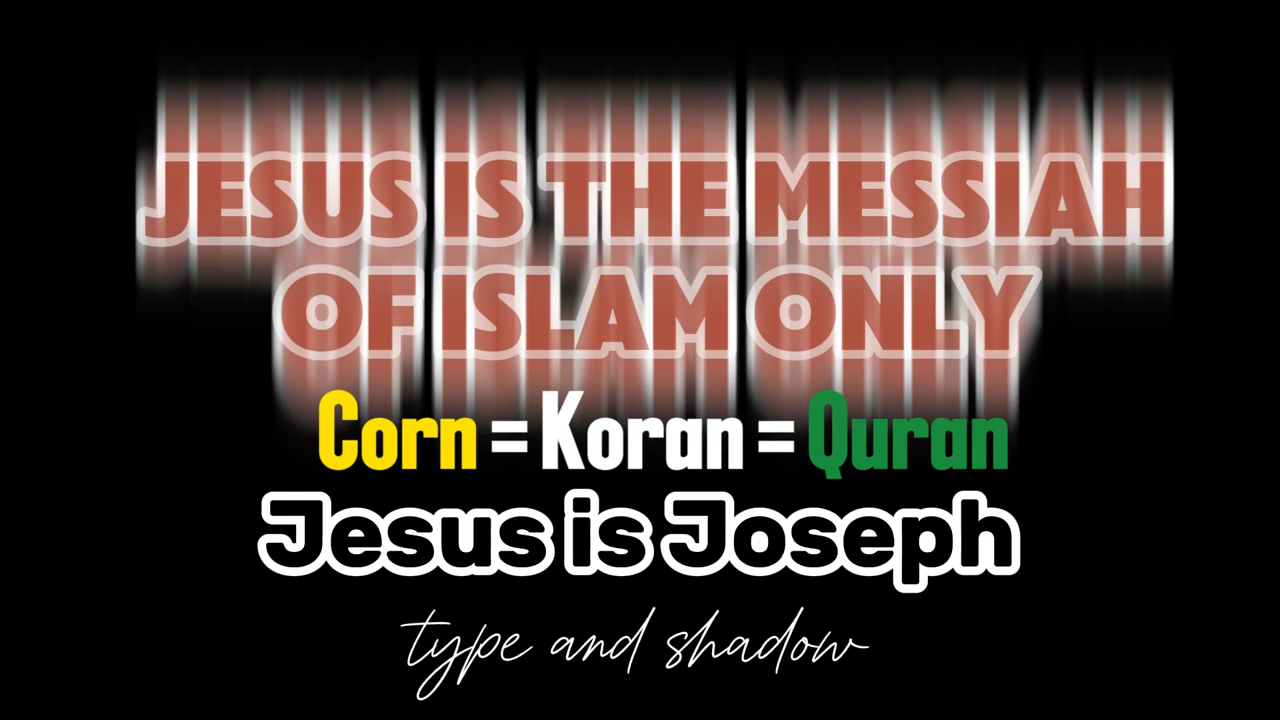 JESUS IS THE MESSIAH
OF ISLAM ONLY
Corn = Koran = Quran
Jesus is Joseph
type and shadow